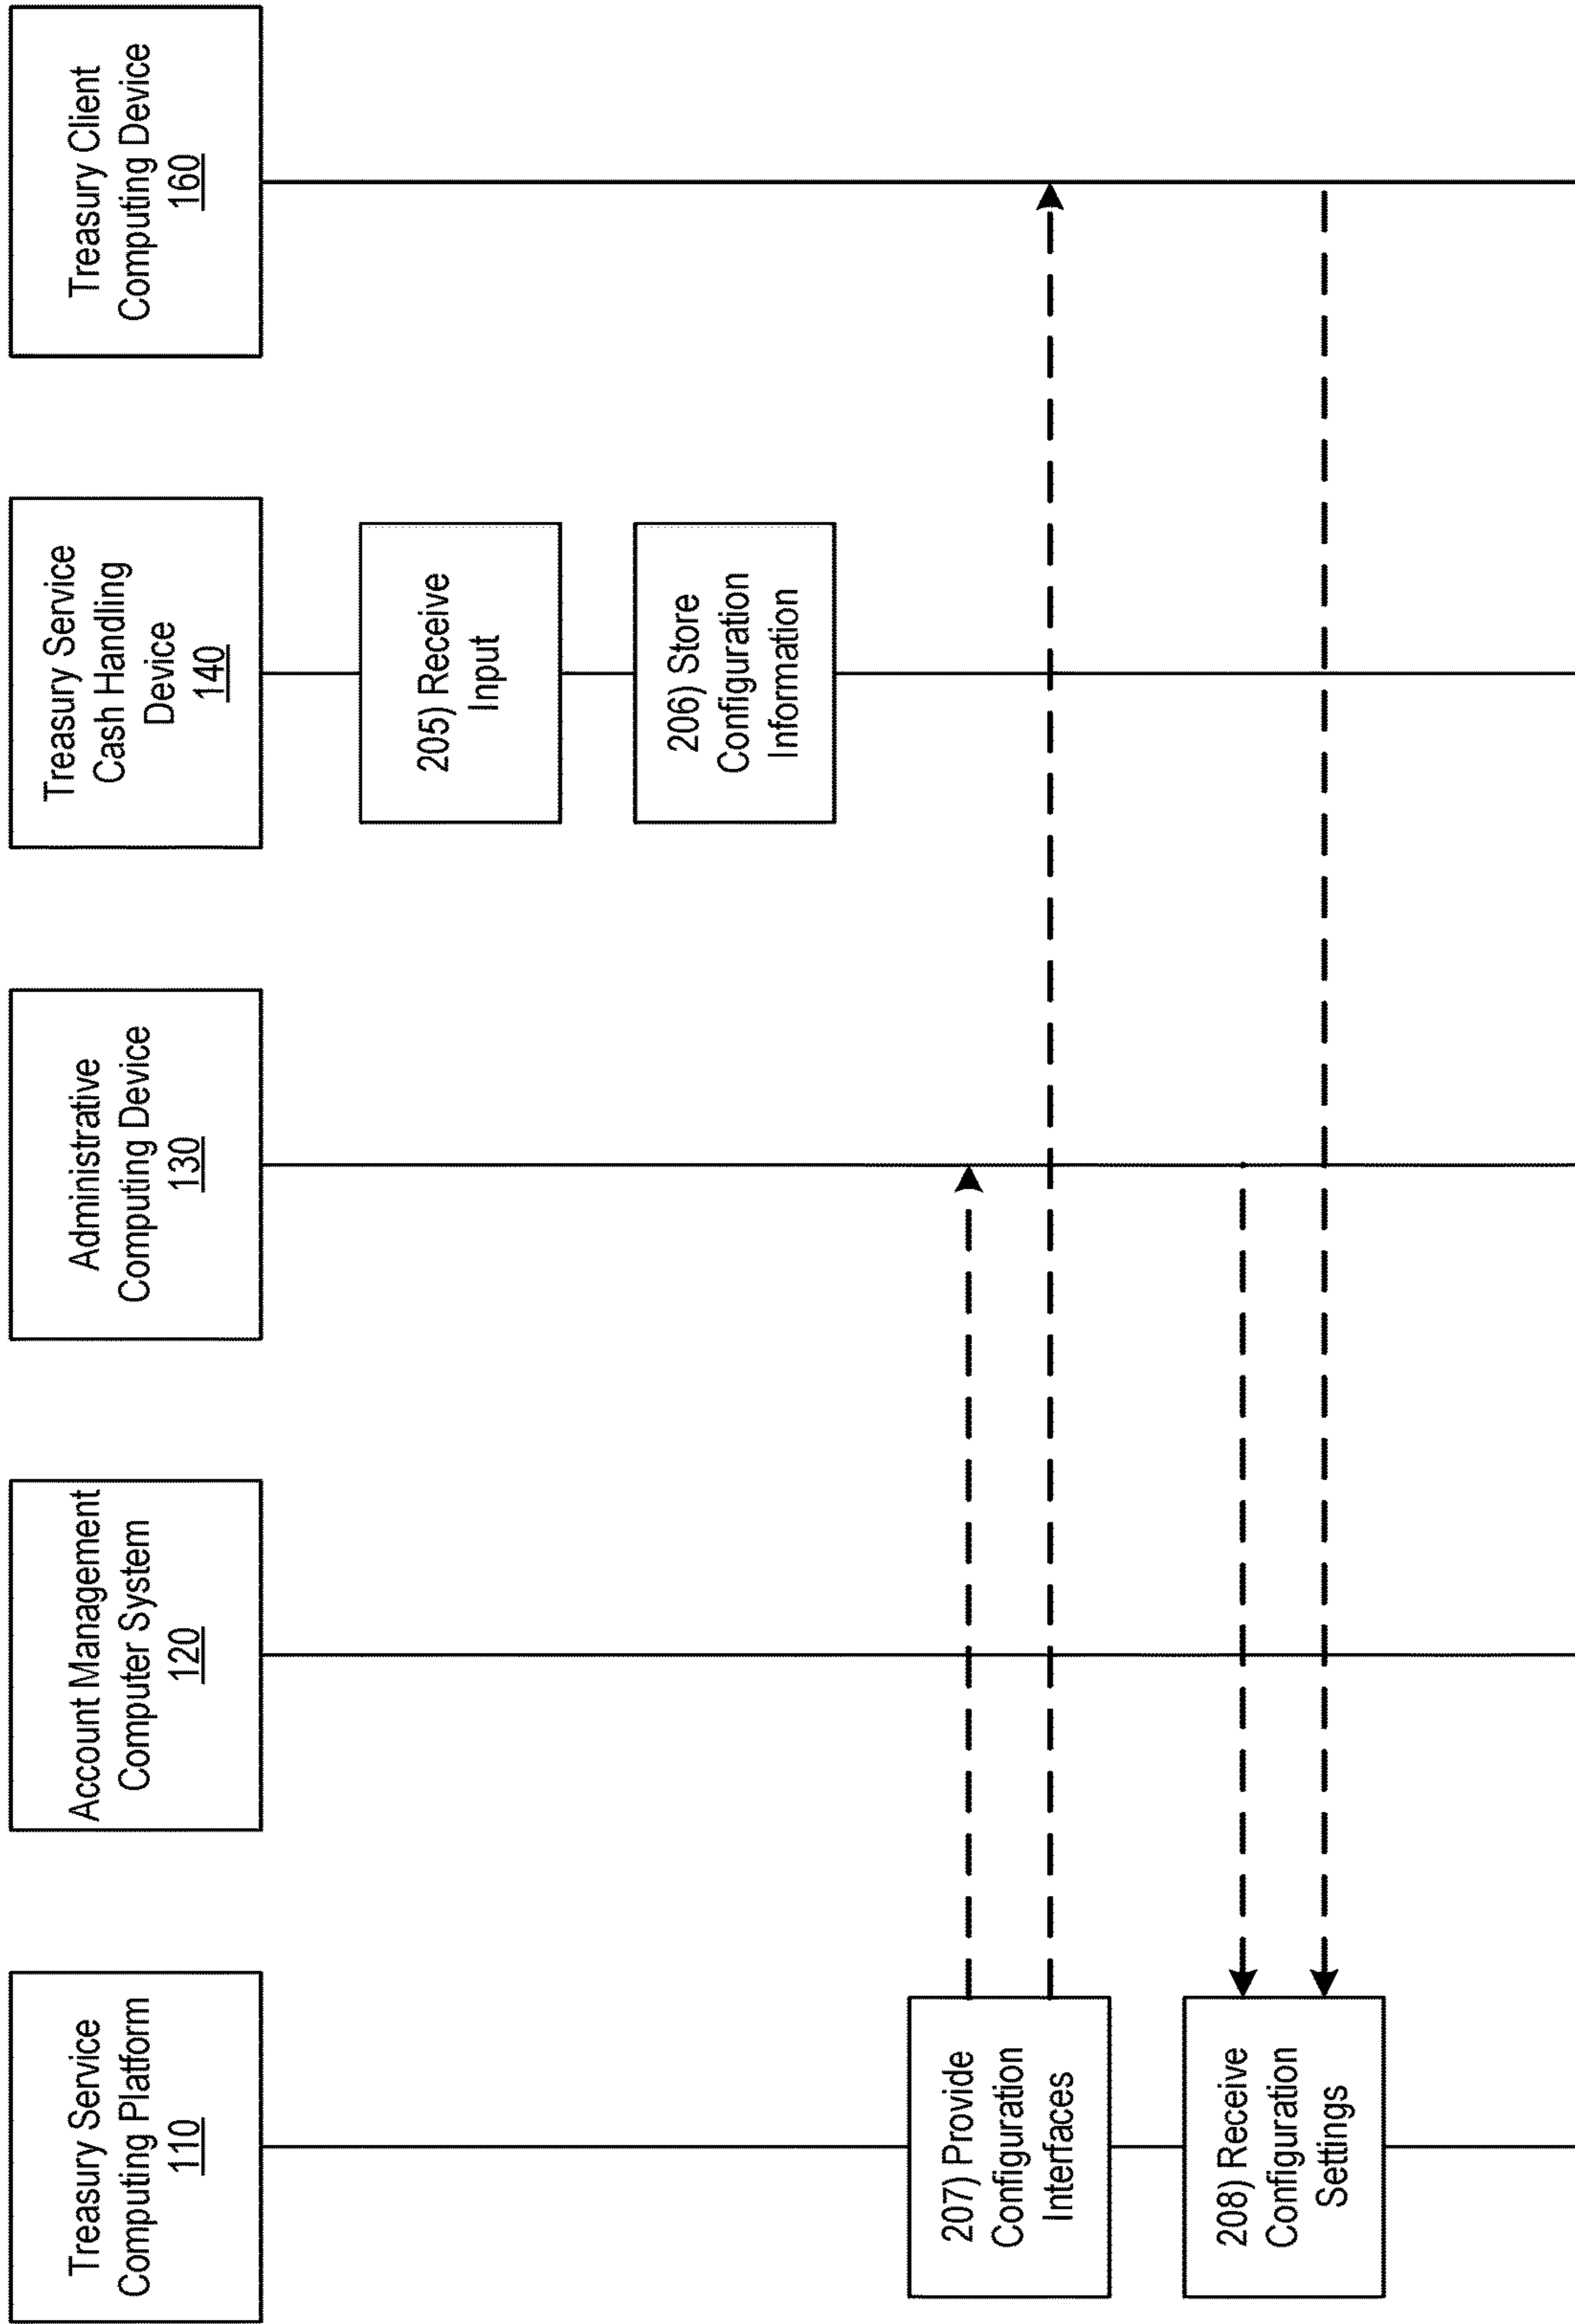 Treasury Service
Computing Platform
110
Account Management
Computer System
120
Administrative
Computing Device
130
Treasury Service
Cash Handling
Device
140
Treasury Client
Computing Device
160
205) Receive
Input
206) Store
Configuration
Information
207) Provide
Configuration
Interfaces
208) Receive
Configuration
Settings